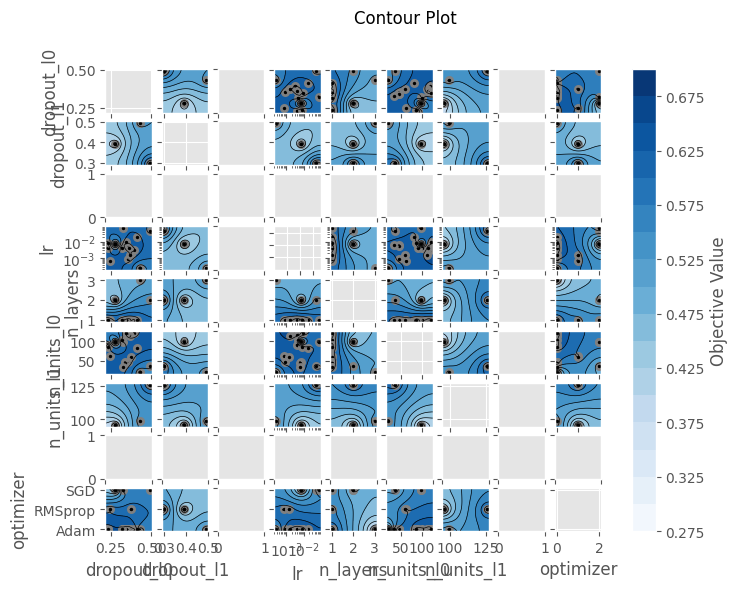 Contour Plot
dropout_l0
0.50
0.25
dropout_l1
0.5
0.4
0.3
1
0
lr
10⁻²
10⁻³
n_layers
3
2
1
n_units_l0
100
50
n_units_l1
125
100
1
0
optimizer
SGD
RMSprop
Adam
0.25 0.50 0.3 0.4 0.5 0 1 10⁻³ 10⁻² 1 2 3 50 100 100 125 0 1 0 2
dropout_l0 dropout_l1 lr n_layers n_units_l0 n_units_l1 optimizer
0.675
0.625
0.575
0.525
0.475
0.425
0.375
0.325
0.275
Objective Value